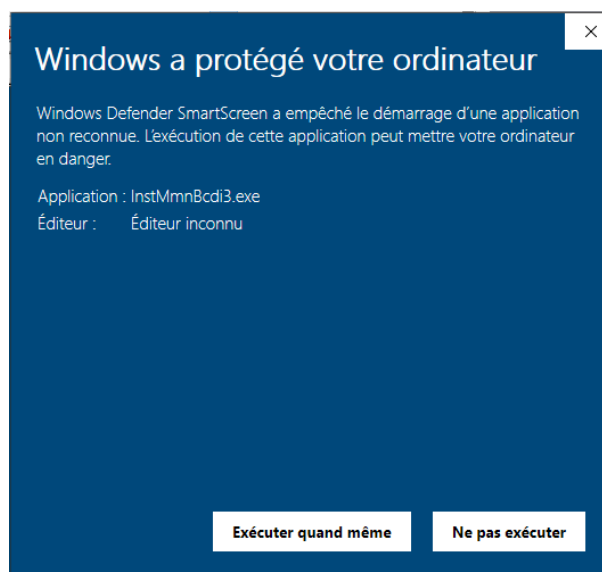 Windows a protégé votre ordinateur
Windows Defender SmartScreen a empêché le démarrage d'une application
non reconnue. L'exécution de cette application peut mettre votre ordinateur
en danger.
Application : InstMmnBcdi3.exe
Éditeur : Éditeur inconnu
Exécuter quand même Ne pas exécuter